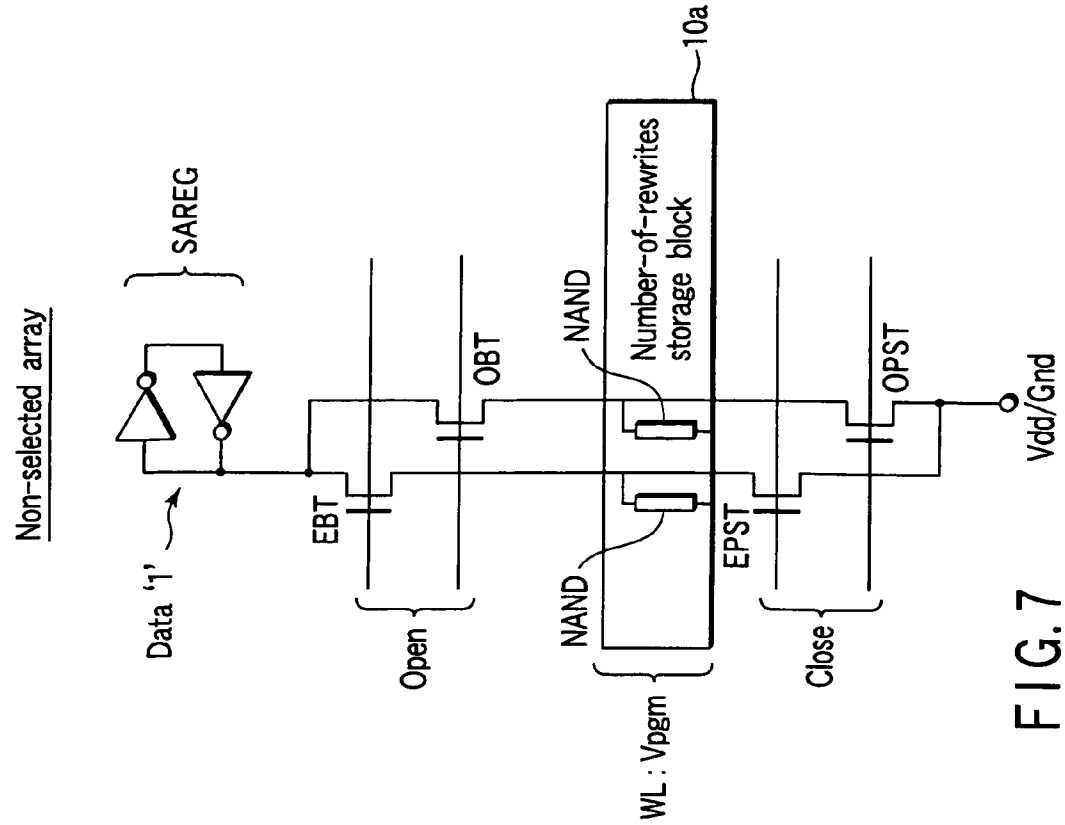 Non-selected array
Data '1'
SAREG
EBT
OBT
Open
NAND
NAND
Number-of-rewrites
storage block
10a
WL : Vpgm
EPST
OPST
Close
Vdd/Gnd
FIG. 7